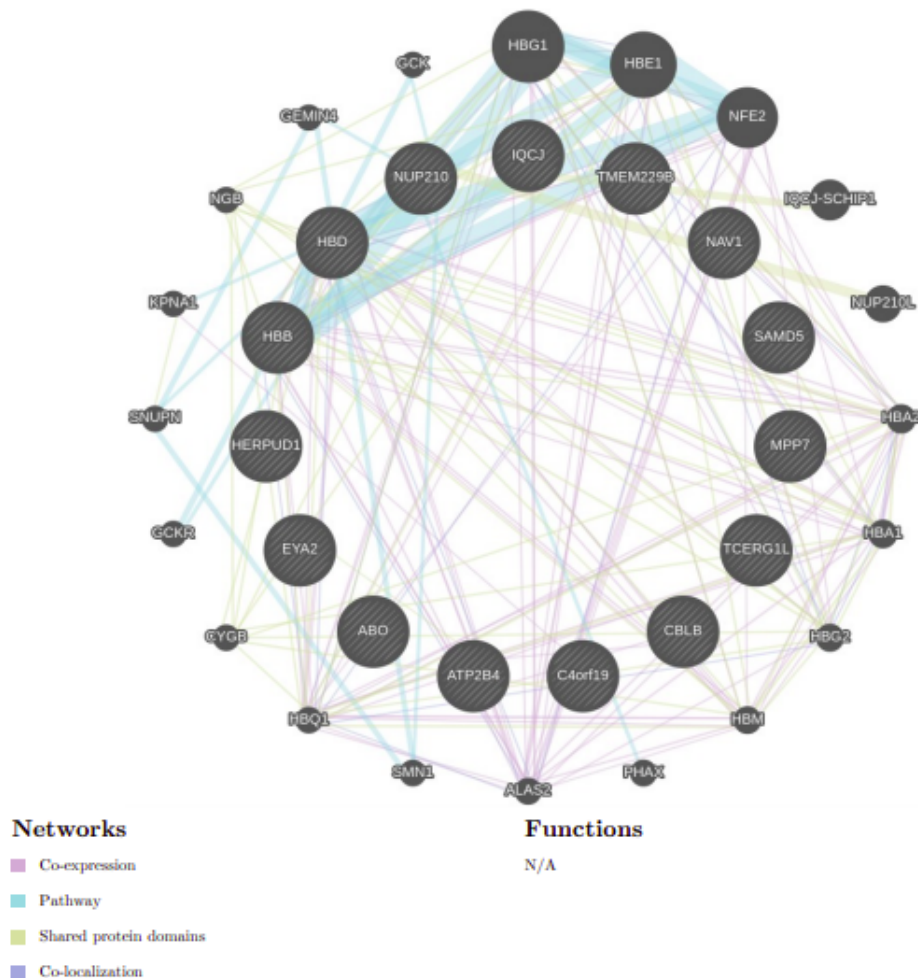 HBG1
HBE1
GCK
NFE2
GEMIN4
IQCJ
NUP210
TMEM229B
NGB
IQCJ-SCHIP1
HBD
NAV1
KPNA1
NUP210L
HBB
SAMD5
SNUPN
HBA2
HERPUD1
MPP7
GCKR
HBA1
EYA2
TCERG1L
CYGB
ABO
CBLB
HBG2
ATP2B4
C4orf19
HBQ1
HBM
SMN1
PHAX
ALAS2
Networks
Functions
Co-expression
N/A
Pathway
Shared protein domains
Co-localization